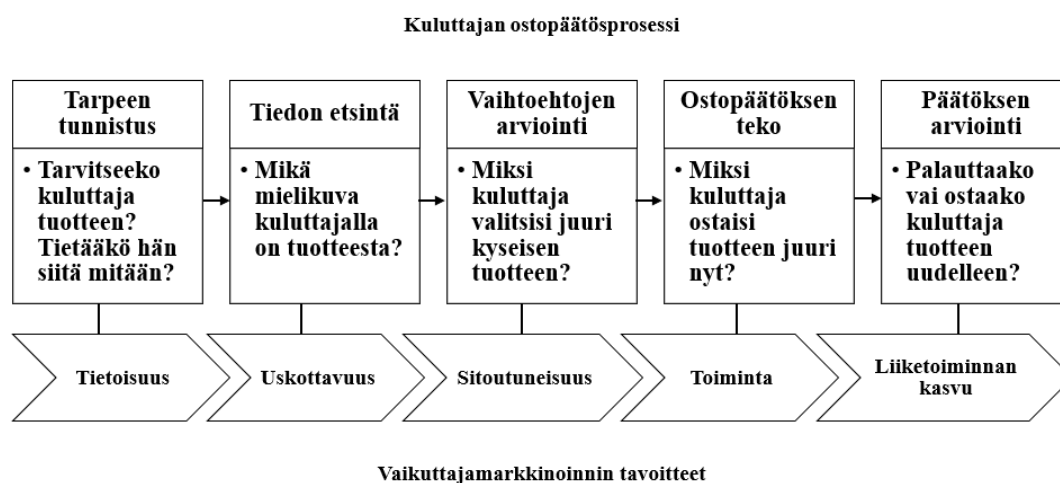 Kuluttajan ostopäätösprosessi
Tarpeen
tunnistus
• Tarvitseeko
kuluttaja
tuotteen?
Tietääkö hän
siitä mitään?
Tiedon etsintä
• Mikä
mielikuva
kuluttajalla
on tuotteesta?
Vaihtoehtojen
arviointi
• Miksi
kuluttaja
valitsisi juuri
kyseisen
tuotteen?
Ostopäätöksen
teko
• Miksi
kuluttaja
ostaisi
tuotteen juuri
nyt?
Päätöksen
arviointi
• Palauttaako
vai ostaako
kuluttaja
tuotteen
uudelleen?
Tietoisuus
Uskottavuus
Sitoutuneisuus
Toiminta
Liiketoiminnan
kasvu
Vaikuttajamarkkinoinnin tavoitteet